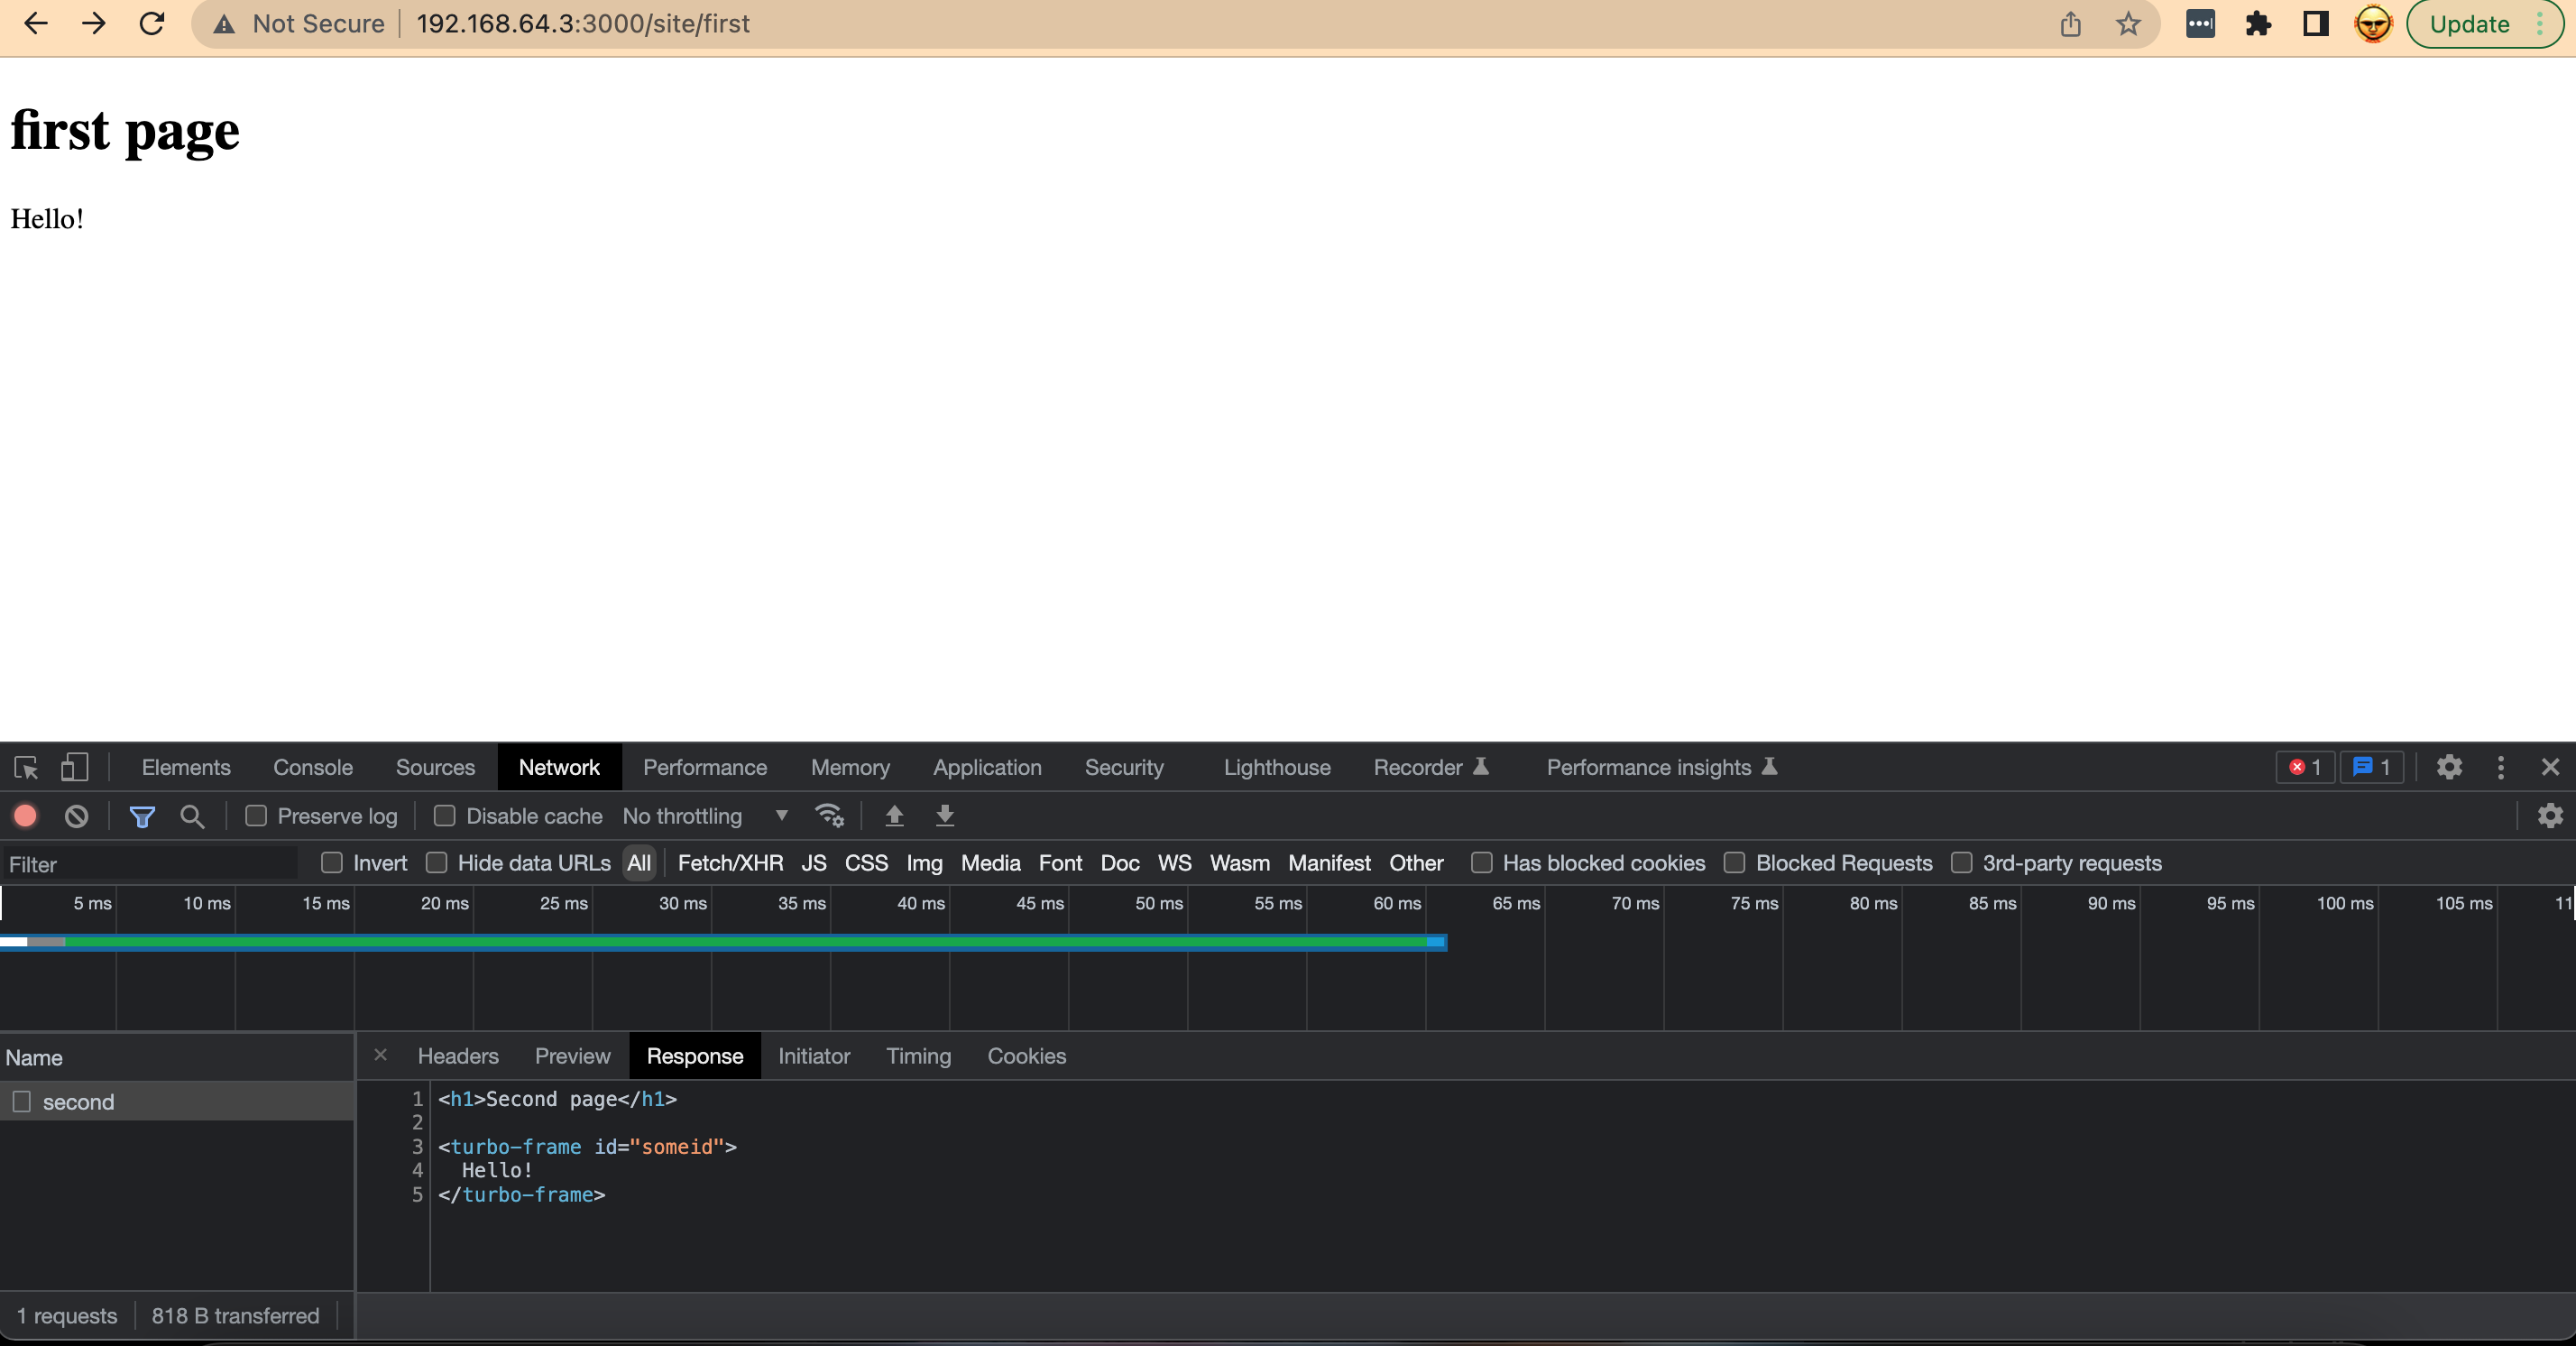 Not Secure 192.168.64.3:3000/site/first Update
first page
Hello!
Elements Console Sources Network Performance Memory Application Security Lighthouse Recorder Performance insights 1 1
Preserve log Disable cache No throttling
Filter Invert Hide data URLs All Fetch/XHR JS CSS Img Media Font Doc WS Wasm Manifest Other Has blocked cookies Blocked Requests 3rd-party requests
5 ms 10 ms 15 ms 20 ms 25 ms 30 ms 35 ms 40 ms 45 ms 50 ms 55 ms 60 ms 65 ms 70 ms 75 ms 80 ms 85 ms 90 ms 95 ms 100 ms 105 ms 11
Name Headers Preview Response Initiator Timing Cookies
second
1 <h1>Second page</h1>
2
3 <turbo-frame id="someid">
4 Hello!
5 </turbo-frame>
1 requests 818 B transferred